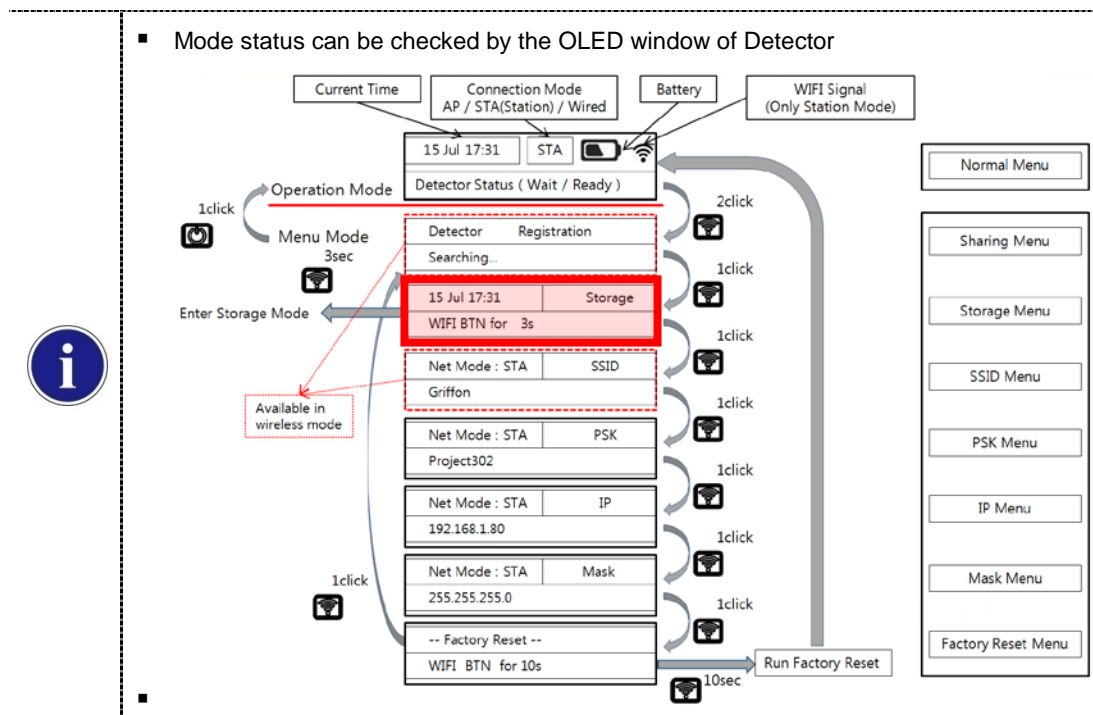 Mode status can be checked by the OLED window of Detector
Current Time
Connection Mode
AP / STA(Station) / Wired
Battery
WIFI Signal
(Only Station Mode)
15 Jul 17:31
STA
Detector Status ( Wait / Ready )
Normal Menu
Operation Mode
1click
Menu Mode
3sec
2click
Detector Registration
Searching...
Sharing Menu
1click
15 Jul 17:31
Storage
WIFI BTN for 3s
Enter Storage Mode
Storage Menu
1click
Net Mode : STA
SSID
Griffon
SSID Menu
Available in
wireless mode
1click
Net Mode : STA
PSK
Project302
PSK Menu
1click
Net Mode : STA
IP
192.168.1.80
IP Menu
1click
Net Mode : STA
Mask
255.255.255.0
Mask Menu
1click
1click
-- Factory Reset --
WIFI BTN for 10s
10sec
Run Factory Reset
Factory Reset Menu
i